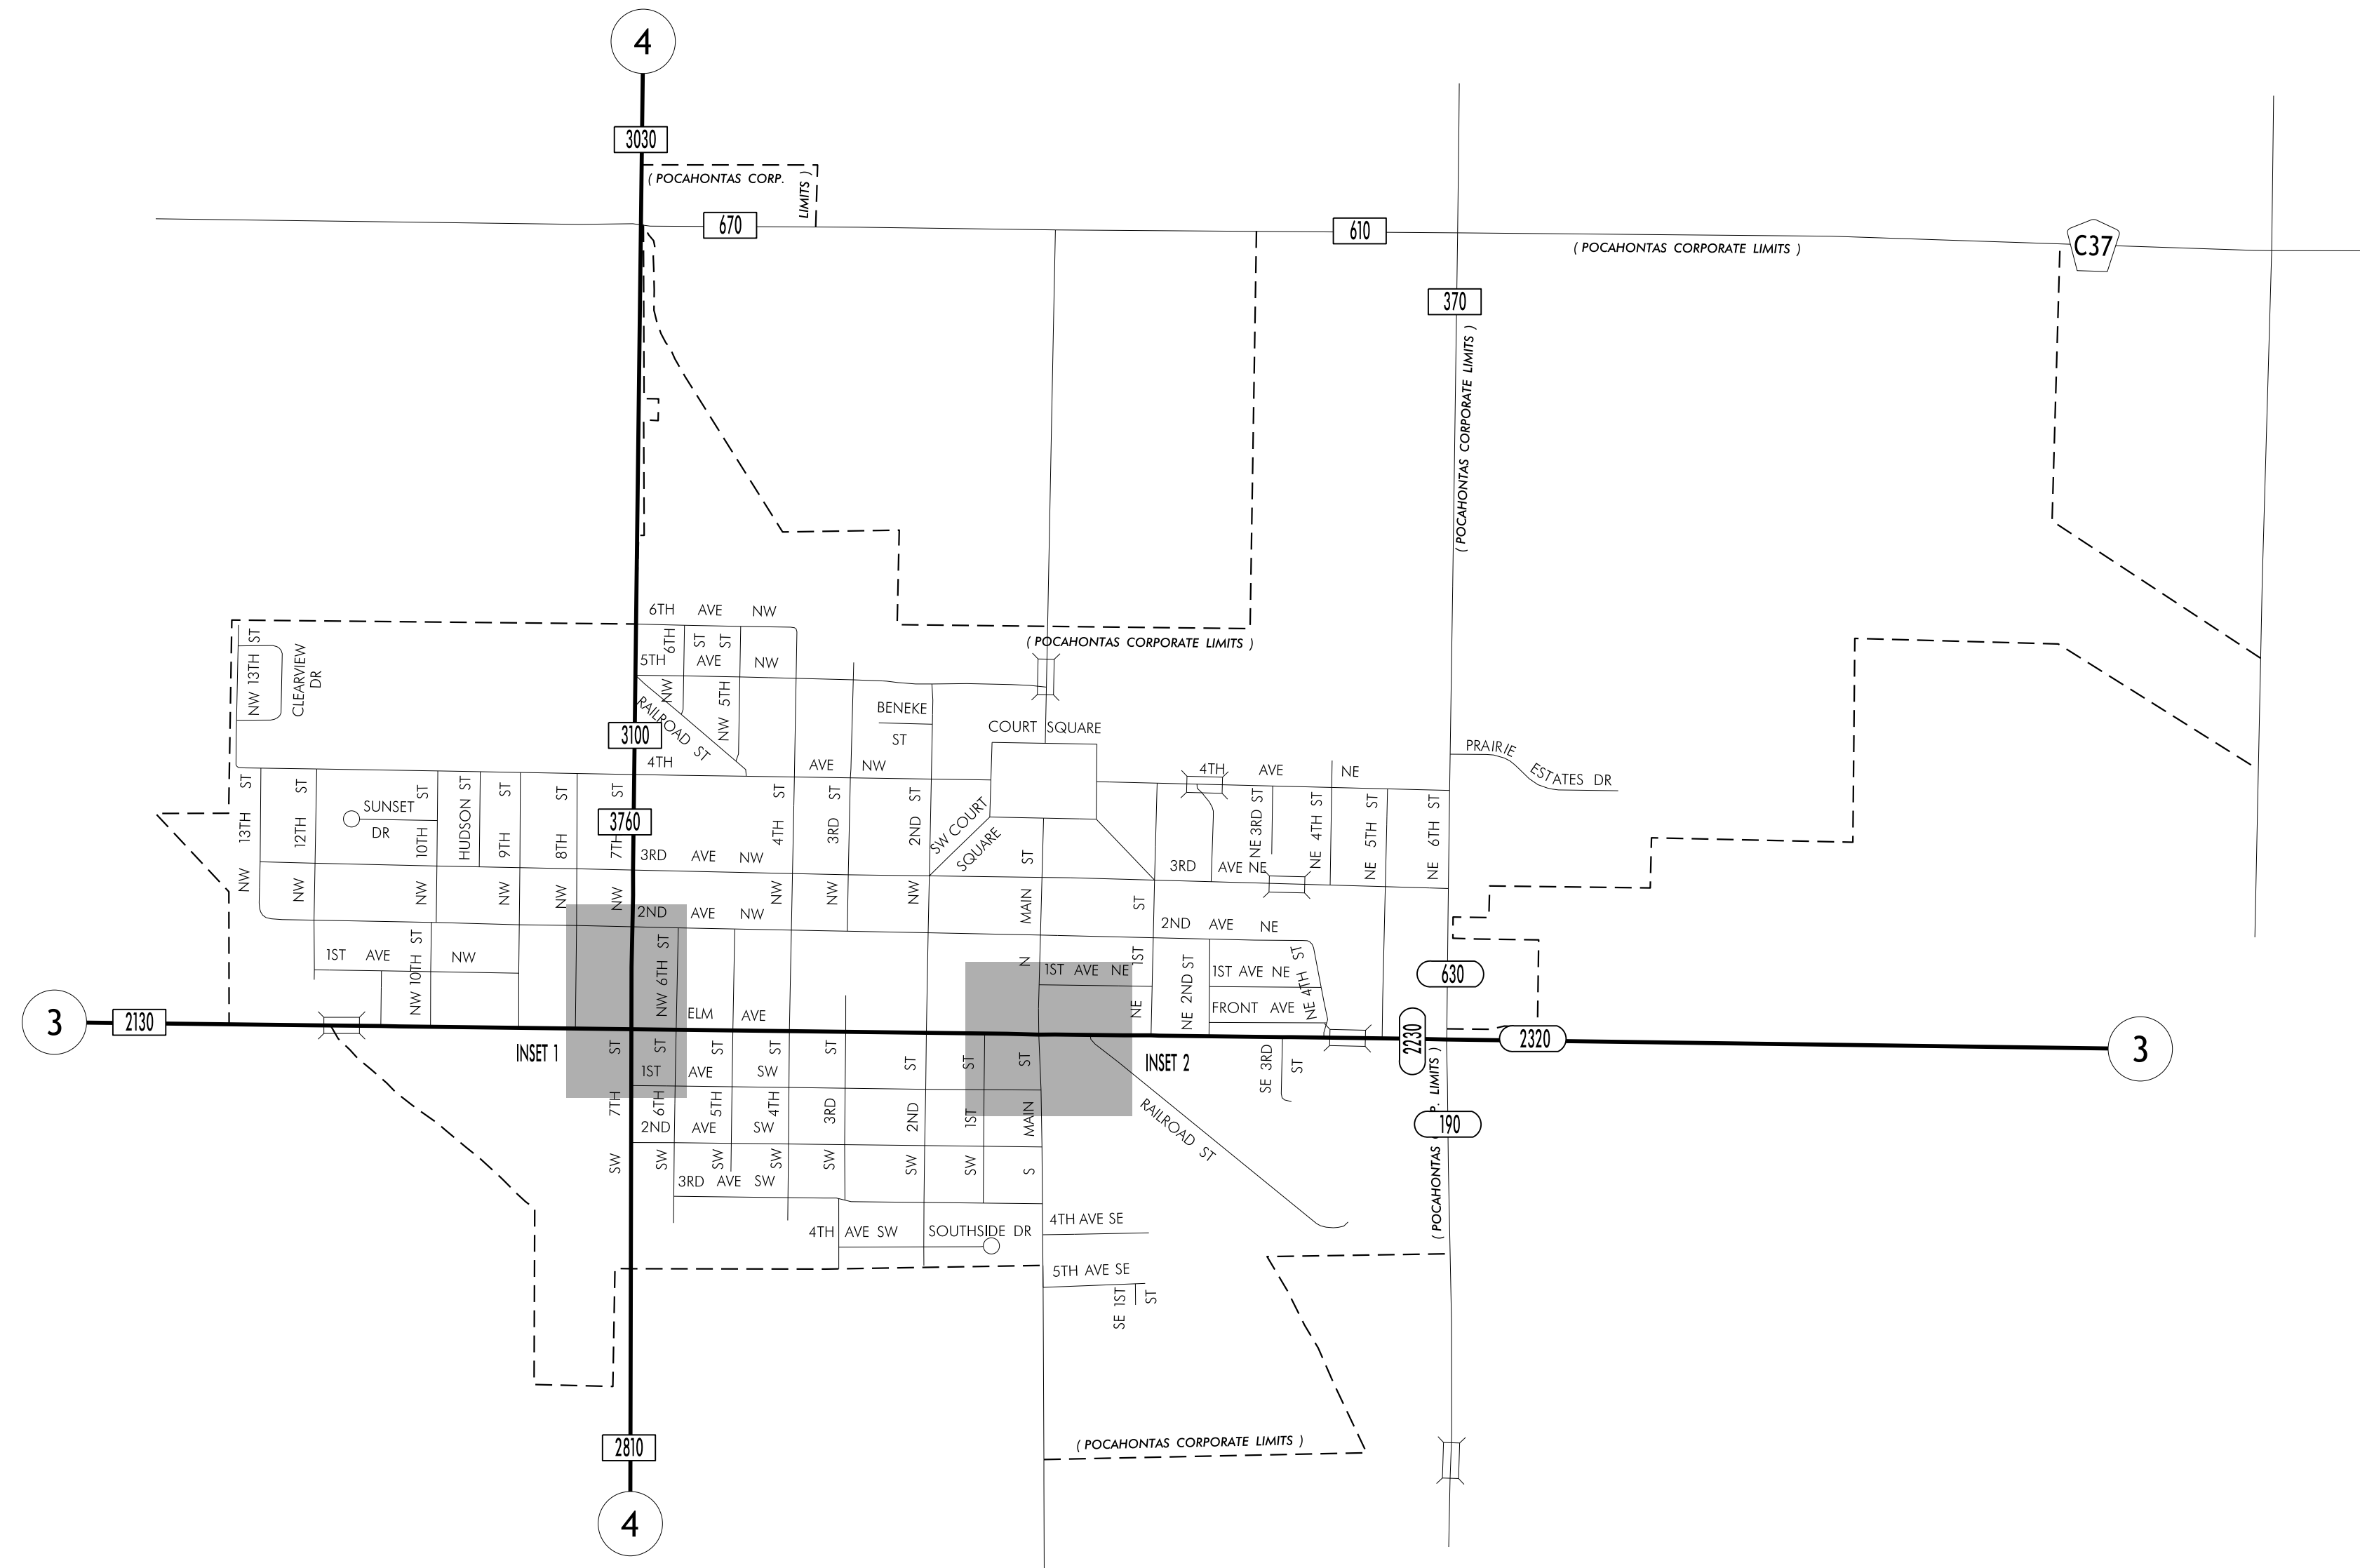 4
3030
( POCAHONTAS CORP. LIMITS )
670
610
( POCAHONTAS CORPORATE LIMITS )
C37
370
( POCAHONTAS CORPORATE LIMITS )
6TH AVE NW
NW 6TH ST
NW 5TH ST
5TH AVE NW
( POCAHONTAS CORPORATE LIMITS )
NW 13TH ST
CLEARVIEW
DR
RAILROAD ST
3100
BENEKE
ST
COURT SQUARE
4TH AVE NW
4TH AVE NE
PRAIRIE ESTATES DR
NW 13TH ST
NW 12TH ST
SUNSET
DR
NW 10TH ST
HUDSON ST
NW 9TH ST
NW 8TH ST
NW 7TH ST
3760
NW 4TH ST
NW 3RD ST
NW 2ND ST
SW COURT
SQUARE
N MAIN ST
NE 1ST ST
NE 3RD ST
NE 4TH ST
NE 5TH ST
NE 6TH ST
3RD AVE NW
3RD AVE NE
2ND AVE NW
2ND AVE NE
1ST AVE NW
NW 10TH ST
NW 6TH ST
1ST AVE NE
NE 2ND ST
1ST AVE NE
NE 4TH ST
FRONT AVE
630
3
2130
ELM AVE
2230
2320
3
INSET 1
INSET 2
SW 7TH ST
SW 6TH ST
SW 5TH ST
SW 4TH ST
SW 3RD ST
SW 2ND ST
SW 1ST ST
S MAIN ST
1ST AVE SW
SE 3RD
ST
RAILROAD ST
190
( POCAHONTAS P. LIMITS )
2ND AVE SW
3RD AVE SW
4TH AVE SW
SOUTHSIDE DR
4TH AVE SE
5TH AVE SE
SE 1ST
ST
2810
( POCAHONTAS CORPORATE LIMITS )
4